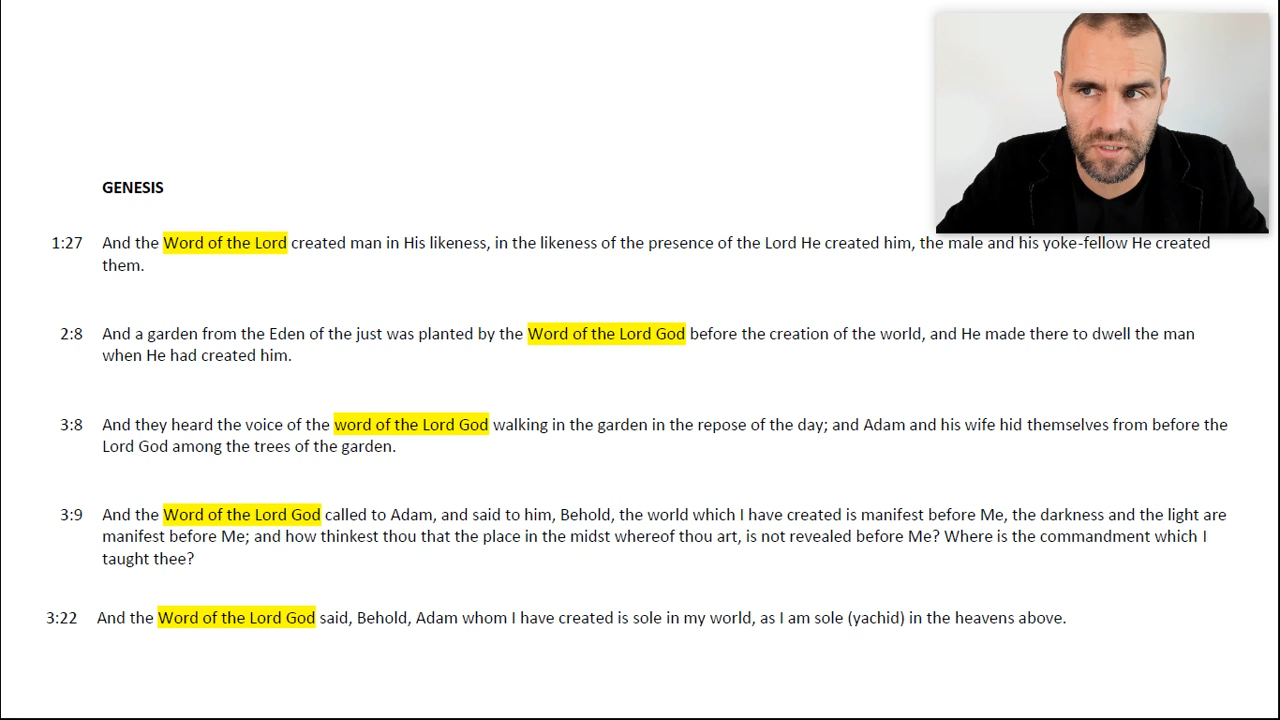 GENESIS
1:27 And the Word of the Lord created man in His likeness, in the likeness of the presence of the Lord He created him, the male and his yoke-fellow He created
them.
2:8 And a garden from the Eden of the just was planted by the Word of the Lord God before the creation of the world, and He made there to dwell the man
when He had created him.
3:8 And they heard the voice of the word of the Lord God walking in the garden in the repose of the day; and Adam and his wife hid themselves from before the
Lord God among the trees of the garden.
3:9 And the Word of the Lord God called to Adam, and said to him, Behold, the world which I have created is manifest before Me, the darkness and the light are
manifest before Me; and how thinkest thou that the place in the midst whereof thou art, is not revealed before Me? Where is the commandment which I
taught thee?
3:22 And the Word of the Lord God said, Behold, Adam whom I have created is sole in my world, as I am sole (yachid) in the heavens above.